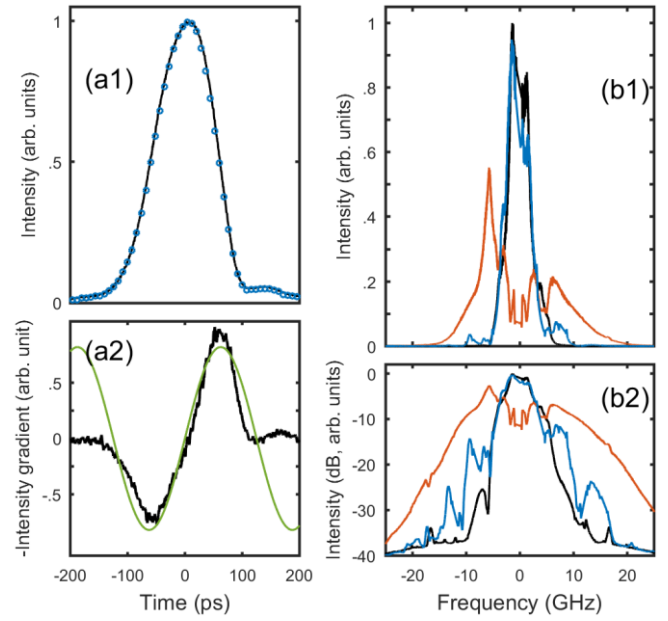 (a1)
Intensity (arb. units)
1
.5
0
(a2)
-Intensity gradient (arb. unit)
.5
0
-.5
-200 -100 0 100 200
Time (ps)
(b1)
Intensity (arb. units)
1
.8
.6
.4
.2
0
(b2)
Intensity (dB, arb. units)
0
-10
-20
-30
-40
-20 -10 0 10 20
Frequency (GHz)